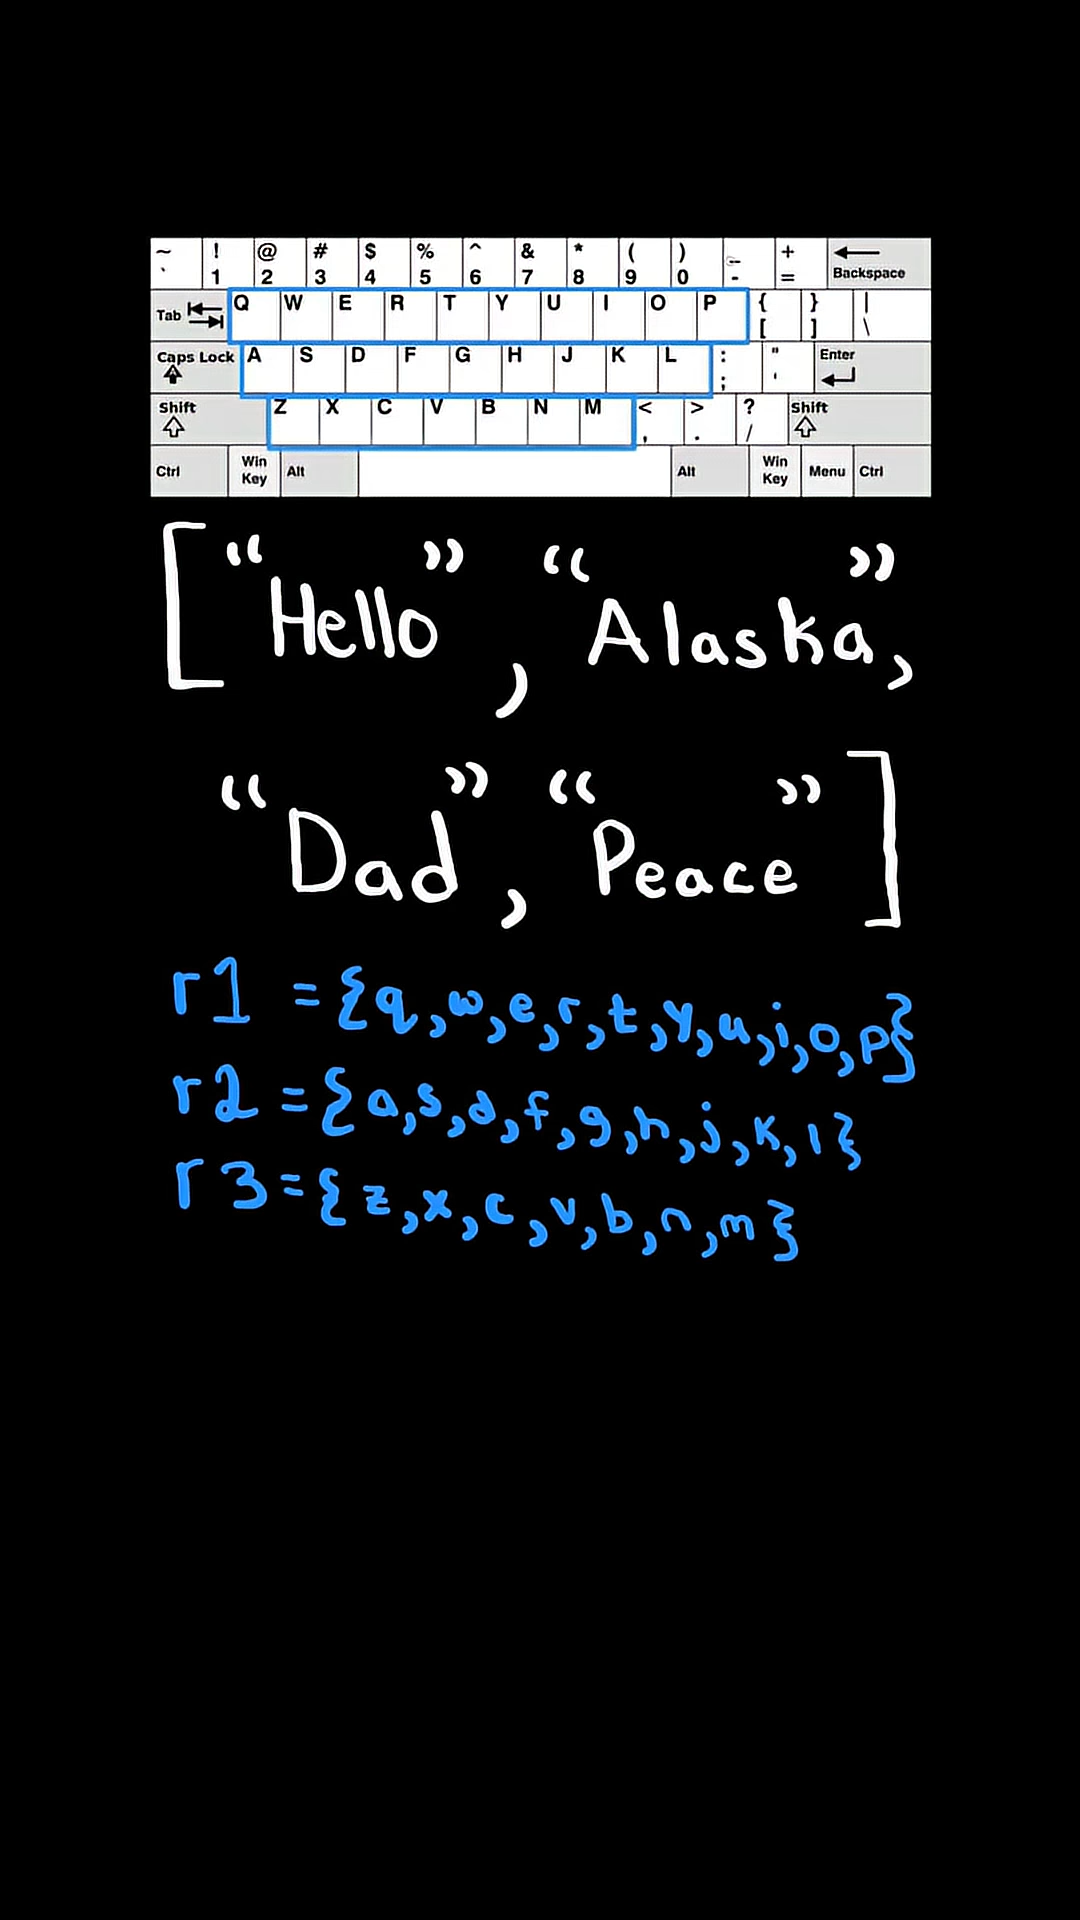 ~ ! @ # $ % ^ & * ( ) _ +
` 1 2 3 4 5 6 7 8 9 0 - = Backspace
Tab Q W E R T Y U I O P { } |
[ ] \
Caps Lock A S D F G H J K L : " Enter
; '
Shift Z X C V B N M < > ? Shift
, . /
Ctrl Win Key Alt Alt Win Key Menu Ctrl
["Hello", "Alaska",
"Dad", "Peace"]
r1 = {q,w,e,r,t,y,u,i,o,p}
r2 = {a,s,d,f,g,h,j,k,l}
r3 = {z,x,c,v,b,n,m}